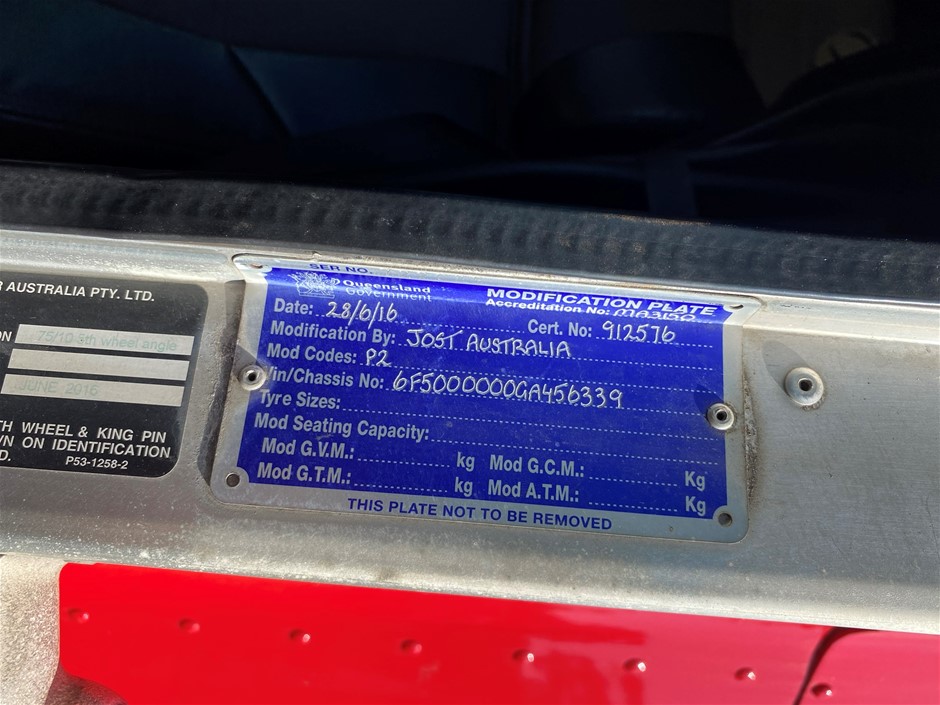 R AUSTRALIA PTY. LTD.
ON 75/10 5th wheel angle
JUNE 2016
TH WHEEL & KING PIN
WN ON IDENTIFICATION
D.
P53-1258-2
SER NO.
Queensland
Government
MODIFICATION PLATE
Accreditation No:
Date: 28/6/16
Cert. No: 912576
Modification By: JOST AUSTRALIA
Mod Codes: P2
Vin/Chassis No: 6F5000000GA456339
Tyre Sizes:
Mod Seating Capacity:
Mod G.V.M.: kg Mod G.C.M.: Kg
Mod G.T.M.: kg Mod A.T.M.: Kg
THIS PLATE NOT TO BE REMOVED